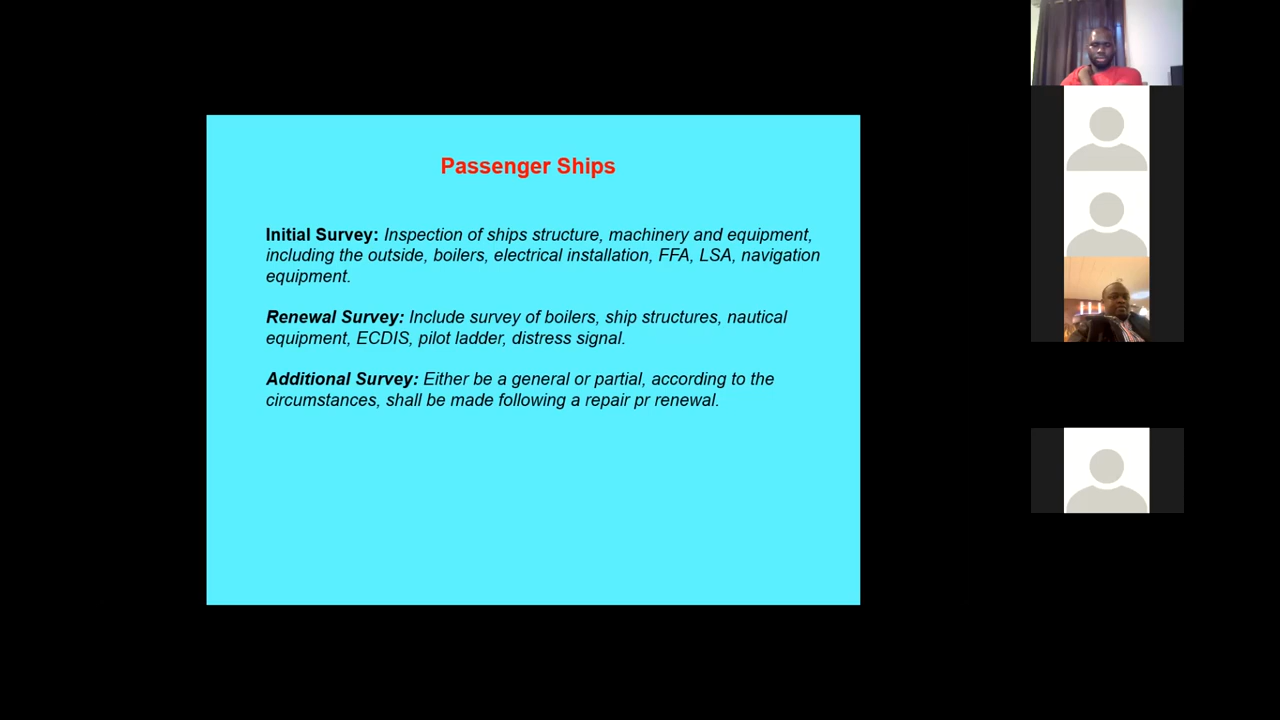 Passenger Ships
Initial Survey: Inspection of ships structure, machinery and equipment,
including the outside, boilers, electrical installation, FFA, LSA, navigation
equipment.
Renewal Survey: Include survey of boilers, ship structures, nautical
equipment, ECDIS, pilot ladder, distress signal.
Additional Survey: Either be a general or partial, according to the
circumstances, shall be made following a repair pr renewal.